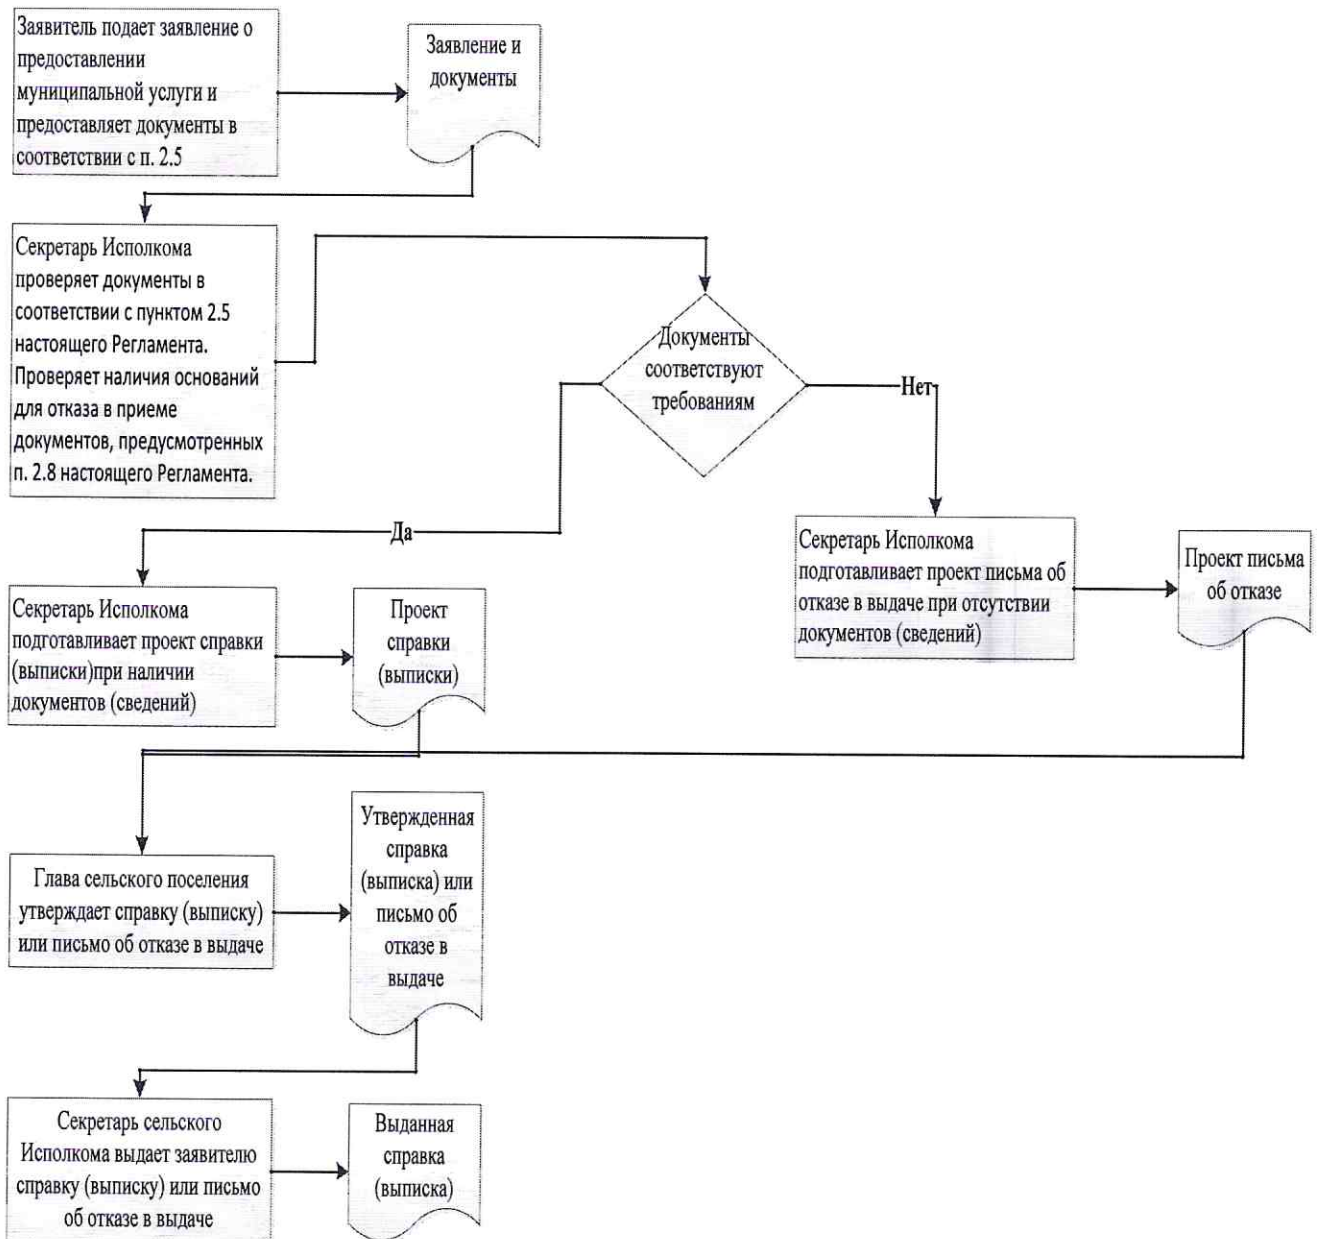 Заявитель подает заявление о
предоставлении
муниципальной услуги и
предоставляет документы в
соответствии с п. 2.5
Заявление и
документы
Секретарь Исполкома
проверяет документы в
соответствии с пунктом 2.5
настоящего Регламента.
Проверяет наличия оснований
для отказа в приеме
документов, предусмотренных
п. 2.8 настоящего Регламента.
Документы
соответствуют
требованиям
Нет
Да
Секретарь Исполкома
подготавливает проект письма об
отказе в выдаче при отсутствии
документов (сведений)
Проект письма
об отказе
Секретарь Исполкома
подготавливает проект справки
(выписки)при наличии
документов (сведений)
Проект
справки
(выписки)
Глава сельского поселения
утверждает справку (выписку)
или письмо об отказе в выдаче
Утвержденная
справка
(выписка) или
письмо об
отказе в
выдаче
Секретарь сельского
Исполкома выдает заявителю
справку (выписку) или письмо
об отказе в выдаче
Выданная
справка
(выписка)